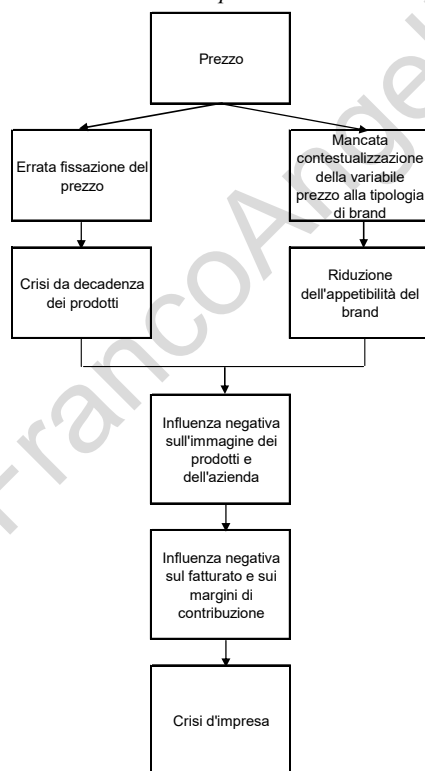 Prezzo
Errata fissazione del
prezzo
Mancata
contestualizzazione
della variabile
prezzo alla tipologia
di brand
Crisi da decadenza
dei prodotti
Riduzione
dell'appetibilità del
brand
Influenza negativa
sull'immagine dei
prodotti e
dell'azienda
Influenza negativa
sul fatturato e sui
margini di
contribuzione
Crisi d'impresa
FrancoAngel